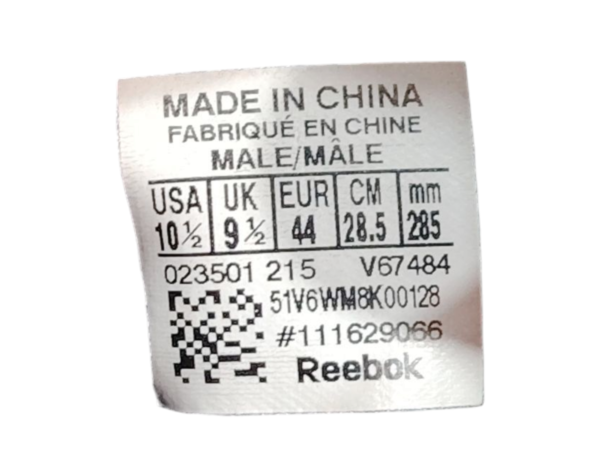 MADE IN CHINA
FABRIQUÉ EN CHINE
MALE/MÂLE
USA UK EUR CM mm
10½ 9½ 44 28.5 285
023501 215 V67484
51V6WM8K00128
#111629066
Reebok